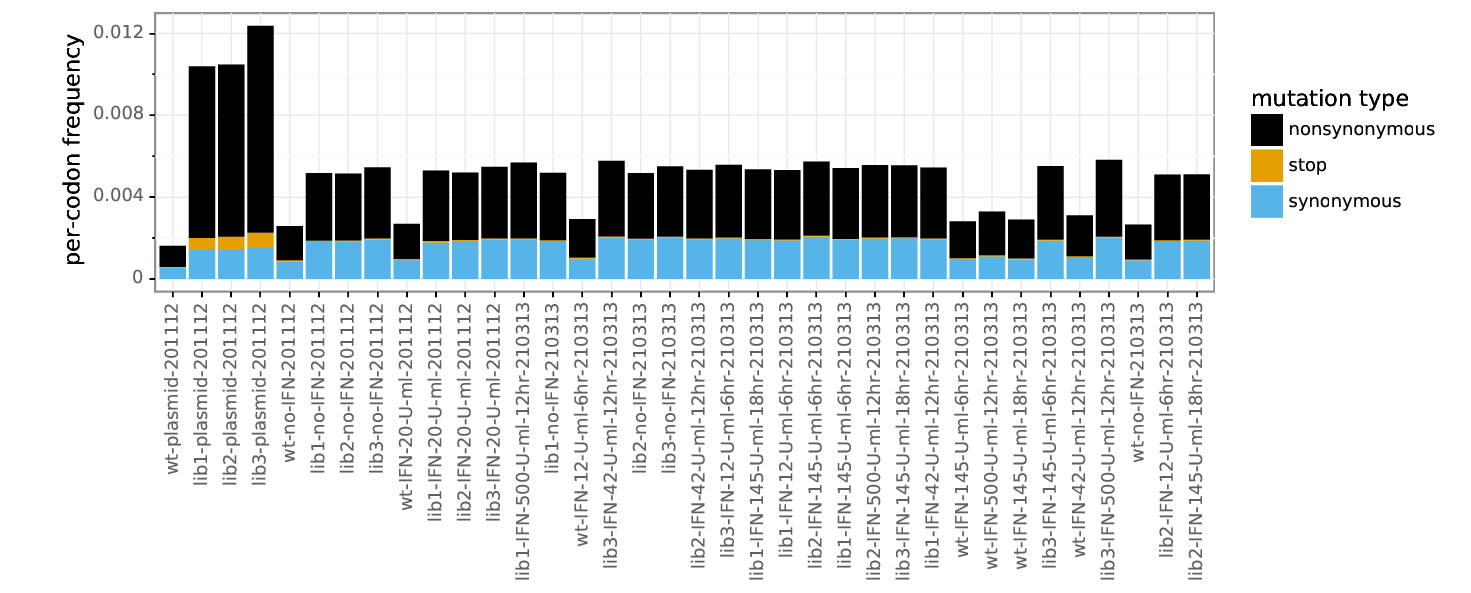 per-codon frequency
0.012
0.008
0.004
0
wt-plasmid-201112
lib1-plasmid-201112
lib2-plasmid-201112
lib3-plasmid-201112
wt-no-IFN-201112
lib1-no-IFN-201112
lib2-no-IFN-201112
lib3-no-IFN-201112
wt-IFN-20-U-ml-201112
lib1-IFN-20-U-ml-201112
lib2-IFN-20-U-ml-201112
lib3-IFN-20-U-ml-201112
lib1-IFN-500-U-ml-12hr-210313
lib1-no-IFN-210313
wt-IFN-12-U-ml-6hr-210313
lib3-IFN-42-U-ml-12hr-210313
lib2-no-IFN-210313
lib3-no-IFN-210313
lib2-IFN-42-U-ml-12hr-210313
lib3-IFN-12-U-ml-6hr-210313
lib1-IFN-145-U-ml-18hr-210313
lib1-IFN-12-U-ml-6hr-210313
lib2-IFN-145-U-ml-6hr-210313
lib1-IFN-145-U-ml-6hr-210313
lib2-IFN-500-U-ml-12hr-210313
lib3-IFN-145-U-ml-18hr-210313
lib1-IFN-42-U-ml-12hr-210313
wt-IFN-145-U-ml-6hr-210313
wt-IFN-500-U-ml-12hr-210313
wt-IFN-145-U-ml-18hr-210313
lib3-IFN-145-U-ml-6hr-210313
wt-IFN-42-U-ml-12hr-210313
lib3-IFN-500-U-ml-12hr-210313
wt-no-IFN-210313
lib2-IFN-12-U-ml-6hr-210313
lib2-IFN-145-U-ml-18hr-210313
mutation type
nonsynonymous
stop
synonymous